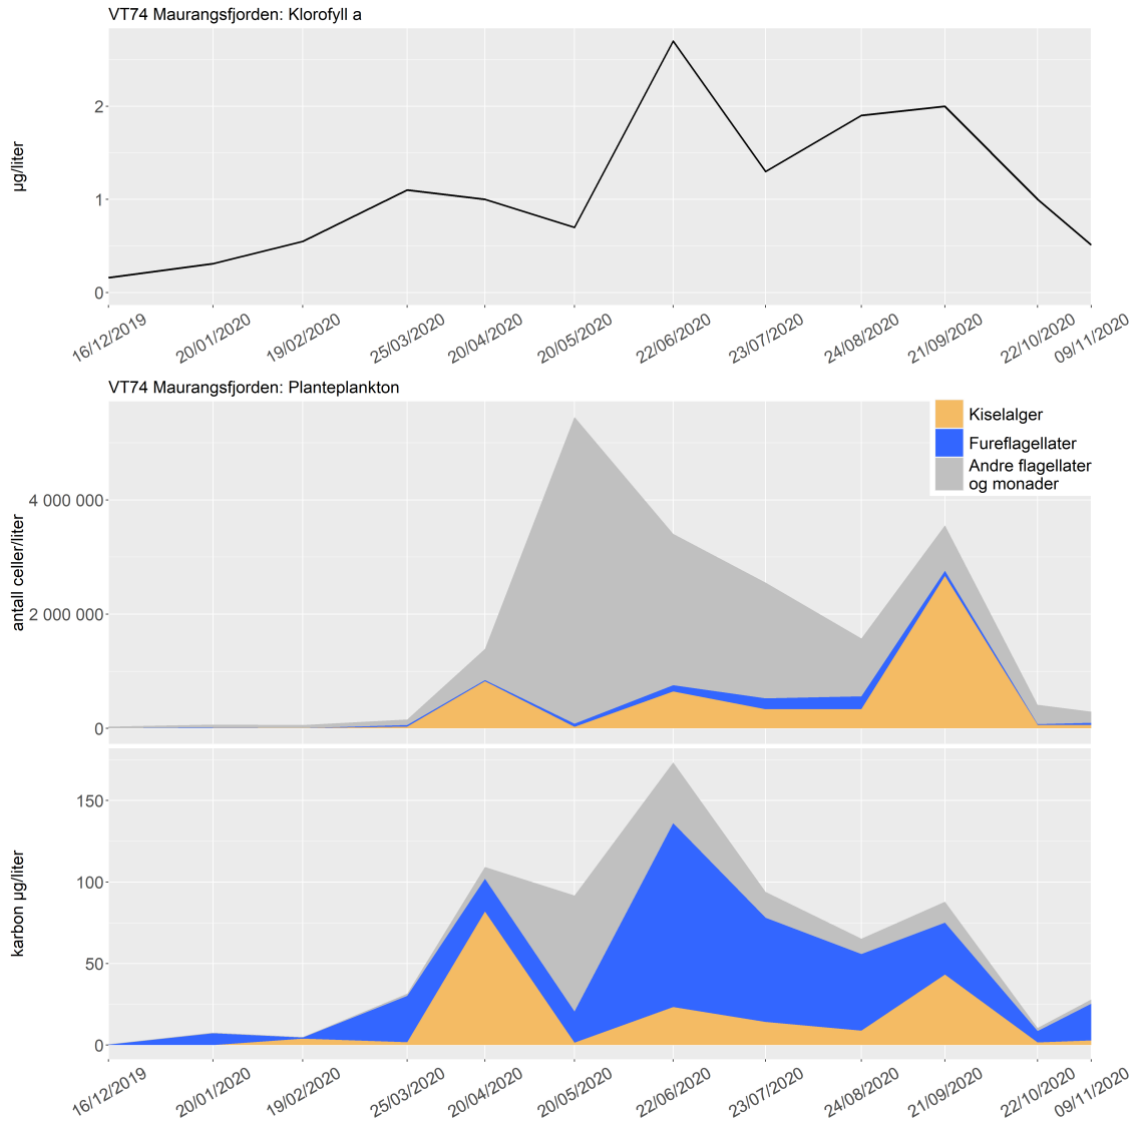 VT74 Maurangsfjorden: Klorofyll a
µg/liter
2
1
0
16/12/2019 20/01/2020 19/02/2020 25/03/2020 20/04/2020 20/05/2020 22/06/2020 23/07/2020 24/08/2020 21/09/2020 22/10/2020 09/11/2020
VT74 Maurangsfjorden: Planteplankton
Kiselalger
Fureflagellater
Andre flagellater
og monader
antall celler/liter
4 000 000
2 000 000
0
karbon µg/liter
150
100
50
0
16/12/2019 20/01/2020 19/02/2020 25/03/2020 20/04/2020 20/05/2020 22/06/2020 23/07/2020 24/08/2020 21/09/2020 22/10/2020 09/11/2020